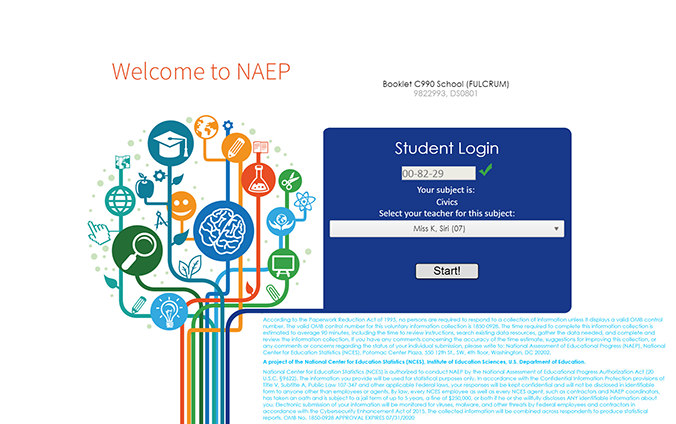 Welcome to NAEP
Booklet C990 School (FULCRUM)
9822993, DS0801
Student Login
00-82-29
Your subject is:
Civics
Select your teacher for this subject:
Miss K, Siri (07)
Start!
According to the Paperwork Reduction Act of 1995, no persons are required to respond to a collection of information unless it displays a valid OMB control
number. The valid OMB control number for this voluntary information collection is 1850-0928. The time required to complete this information collection is
estimated to average 90 minutes, including the time to review instructions, search existing data resources, gather the data needed, and complete and
review the information collection. If you have any comments concerning the accuracy of the time estimate, suggestions for improving this collection, or
any comments or concerns regarding the status of your individual submission, please write to: National Assessment of Educational Progress (NAEP), National
Center for Education Statistics (NCES), Potomac Center Plaza, 550 12th St., SW, 4th floor, Washington, DC 20202.
A project of the National Center for Education Statistics (NCES), Institute of Education Sciences, U.S. Department of Education.
National Center for Education Statistics (NCES) is authorized to conduct NAEP by the National Assessment of Educational Progress Authorization Act (20
U.S.C. §9622). The information you provide will be used for statistical purposes only. In accordance with the Confidential Information Protection provisions of
Title V, Subtitle A, Public Law 107-347 and other applicable Federal laws, your responses will be kept confidential and will not be disclosed in identifiable
form to anyone other than employees or agents. By law, every NCES employee as well as every NCES agent, such as contractors and NAEP coordinators,
has taken an oath and is subject to a jail term of up to 5 years, a fine of $250,000, or both if he or she willfully discloses ANY identifiable information about
you. Electronic submission of your information will be monitored for viruses, malware, and other threats by Federal employees and contractors in
accordance with the Cybersecurity Enhancement Act of 2015. The collected information will be combined across respondents to produce statistical
reports. OMB No. 1850-0928 APPROVAL EXPIRES 07/31/2020